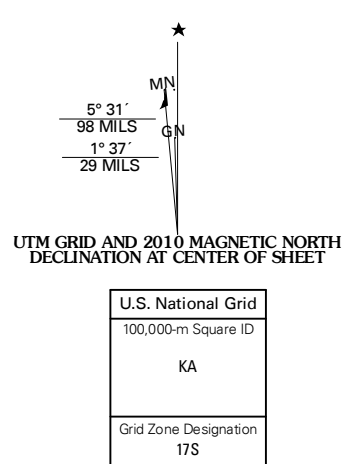 ★
MN
5° 31´
98 MILS
GN
1° 37´
29 MILS
UTM GRID AND 2010 MAGNETIC NORTH
DECLINATION AT CENTER OF SHEET
U.S. National Grid
100,000-m Square ID
KA
Grid Zone Designation
17S